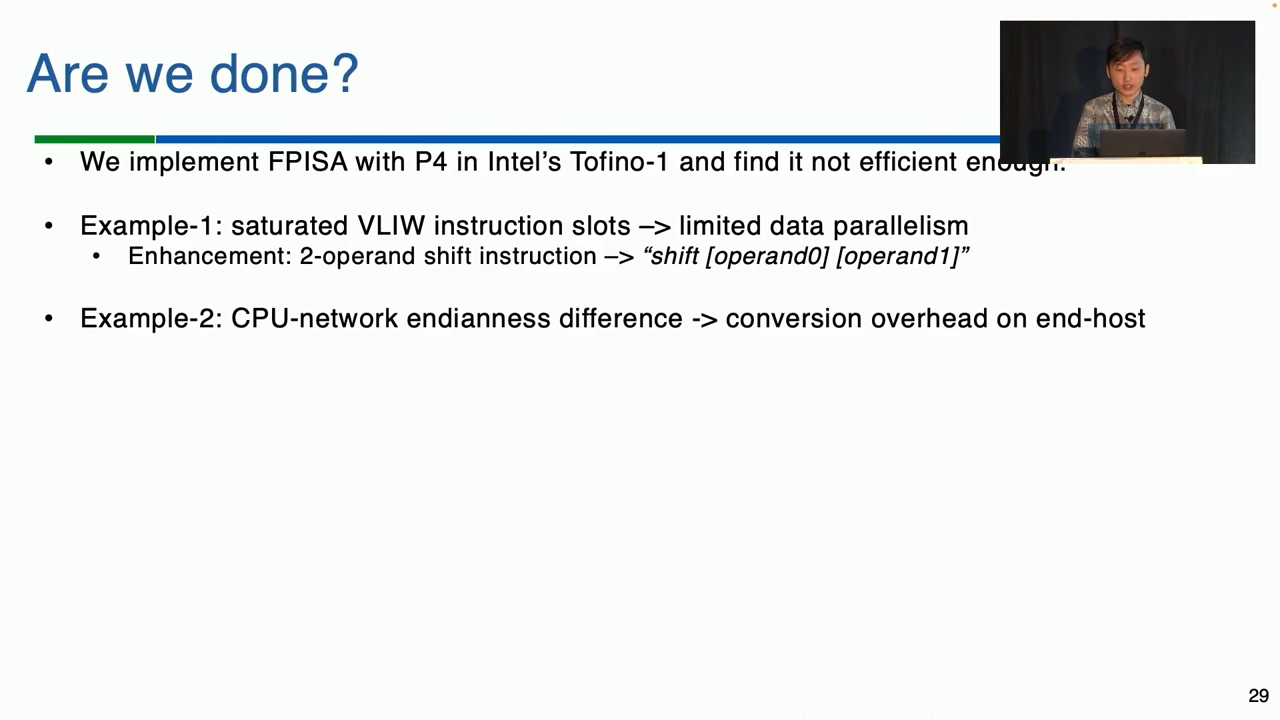 Are we done?
• We implement FPISA with P4 in Intel's Tofino-1 and find it not efficient enough.
• Example-1: saturated VLIW instruction slots –> limited data parallelism
• Enhancement: 2-operand shift instruction –> “shift [operand0] [operand1]”
• Example-2: CPU-network endianness difference -> conversion overhead on end-host
29